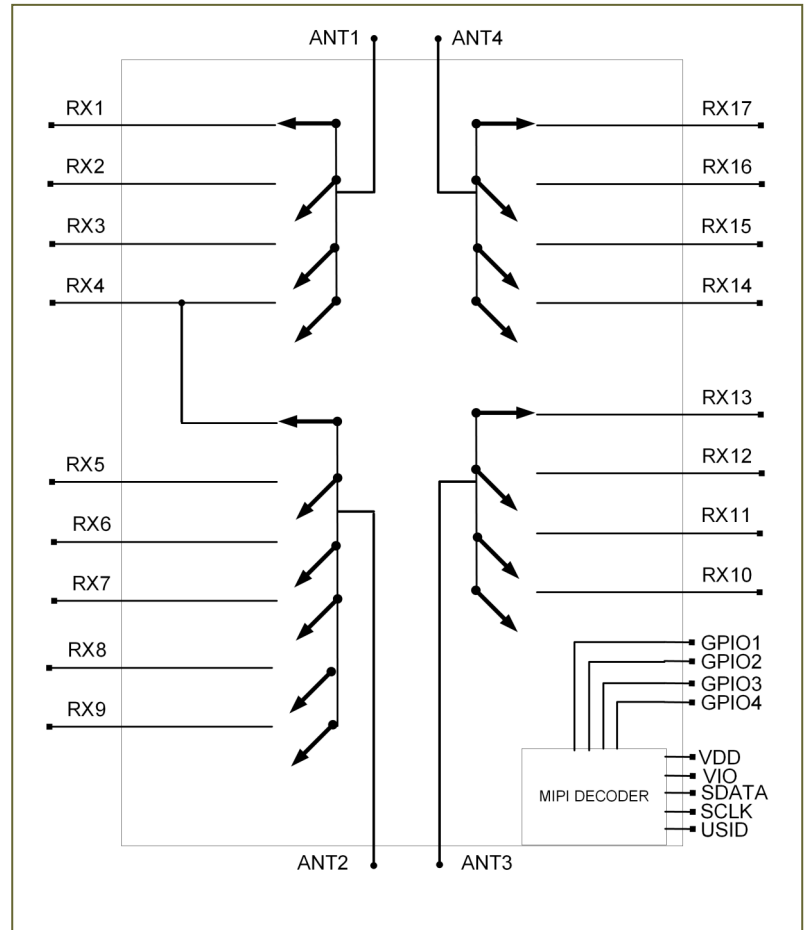 ANT1
ANT4
RX1
RX2
RX3
RX4
RX5
RX6
RX7
RX8
RX9
RX17
RX16
RX15
RX14
RX13
RX12
RX11
RX10
GPIO1
GPIO2
GPIO3
GPIO4
MIPI DECODER
VDD
VIO
SDATA
SCLK
USID
ANT2
ANT3